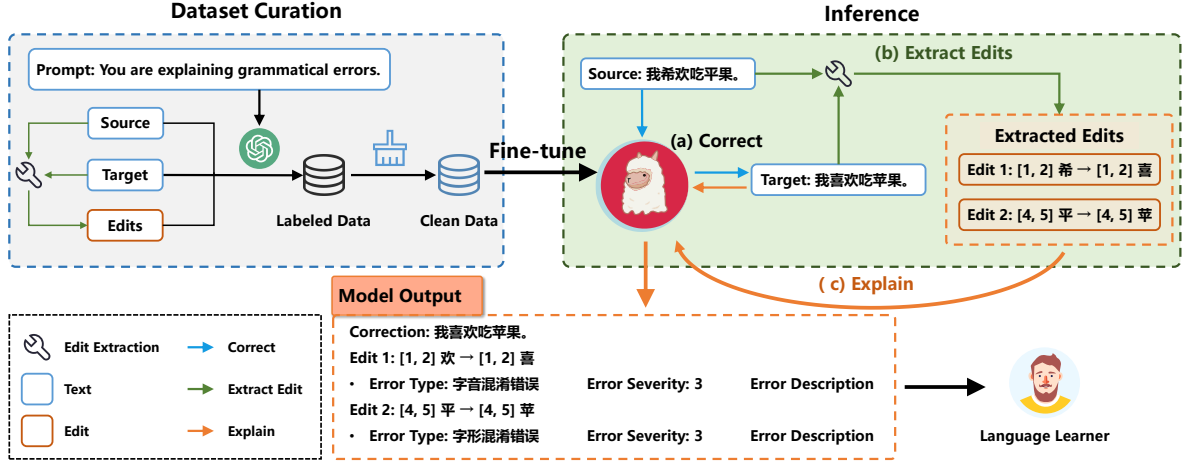 Dataset Curation
Prompt: You are explaining grammatical errors.
Source
Target
Edits
Labeled Data
Clean Data
Fine-tune
Inference
(b) Extract Edits
Source: 我希欢吃平果。
(a) Correct
Target: 我喜欢吃苹果。
Extracted Edits
Edit 1: [1, 2] 希 → [1, 2] 喜
Edit 2: [4, 5] 平 → [4, 5] 苹
( c) Explain
Model Output
Correction: 我喜欢吃苹果。
Edit 1: [1, 2] 欢 → [1, 2] 喜
• Error Type: 字音混淆错误 Error Severity: 3 Error Description
Edit 2: [4, 5] 平 → [4, 5] 苹
• Error Type: 字形混淆错误 Error Severity: 3 Error Description
Language Learner
Edit Extraction
Correct
Text
Extract Edit
Edit
Explain